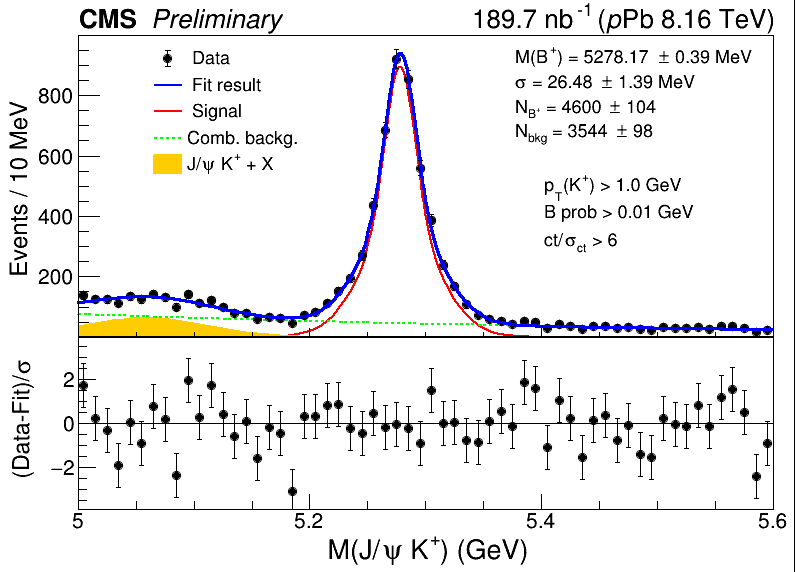 CMS Preliminary 189.7 nb⁻¹ (pPb 8.16 TeV)
Data
Fit result
Signal
Comb. backg.
J/ψ K⁺ + X
M(B⁺) = 5278.17 ± 0.39 MeV
σ = 26.48 ± 1.39 MeV
N_B⁺ = 4600 ± 104
N_bkg = 3544 ± 98
p_T(K⁺) > 1.0 GeV
B prob > 0.01 GeV
ct/σ_ct > 6
Events / 10 MeV
800
600
400
200
(Data-Fit)/σ
2
0
−2
5 5.2 5.4 5.6
M(J/ψ K⁺) (GeV)